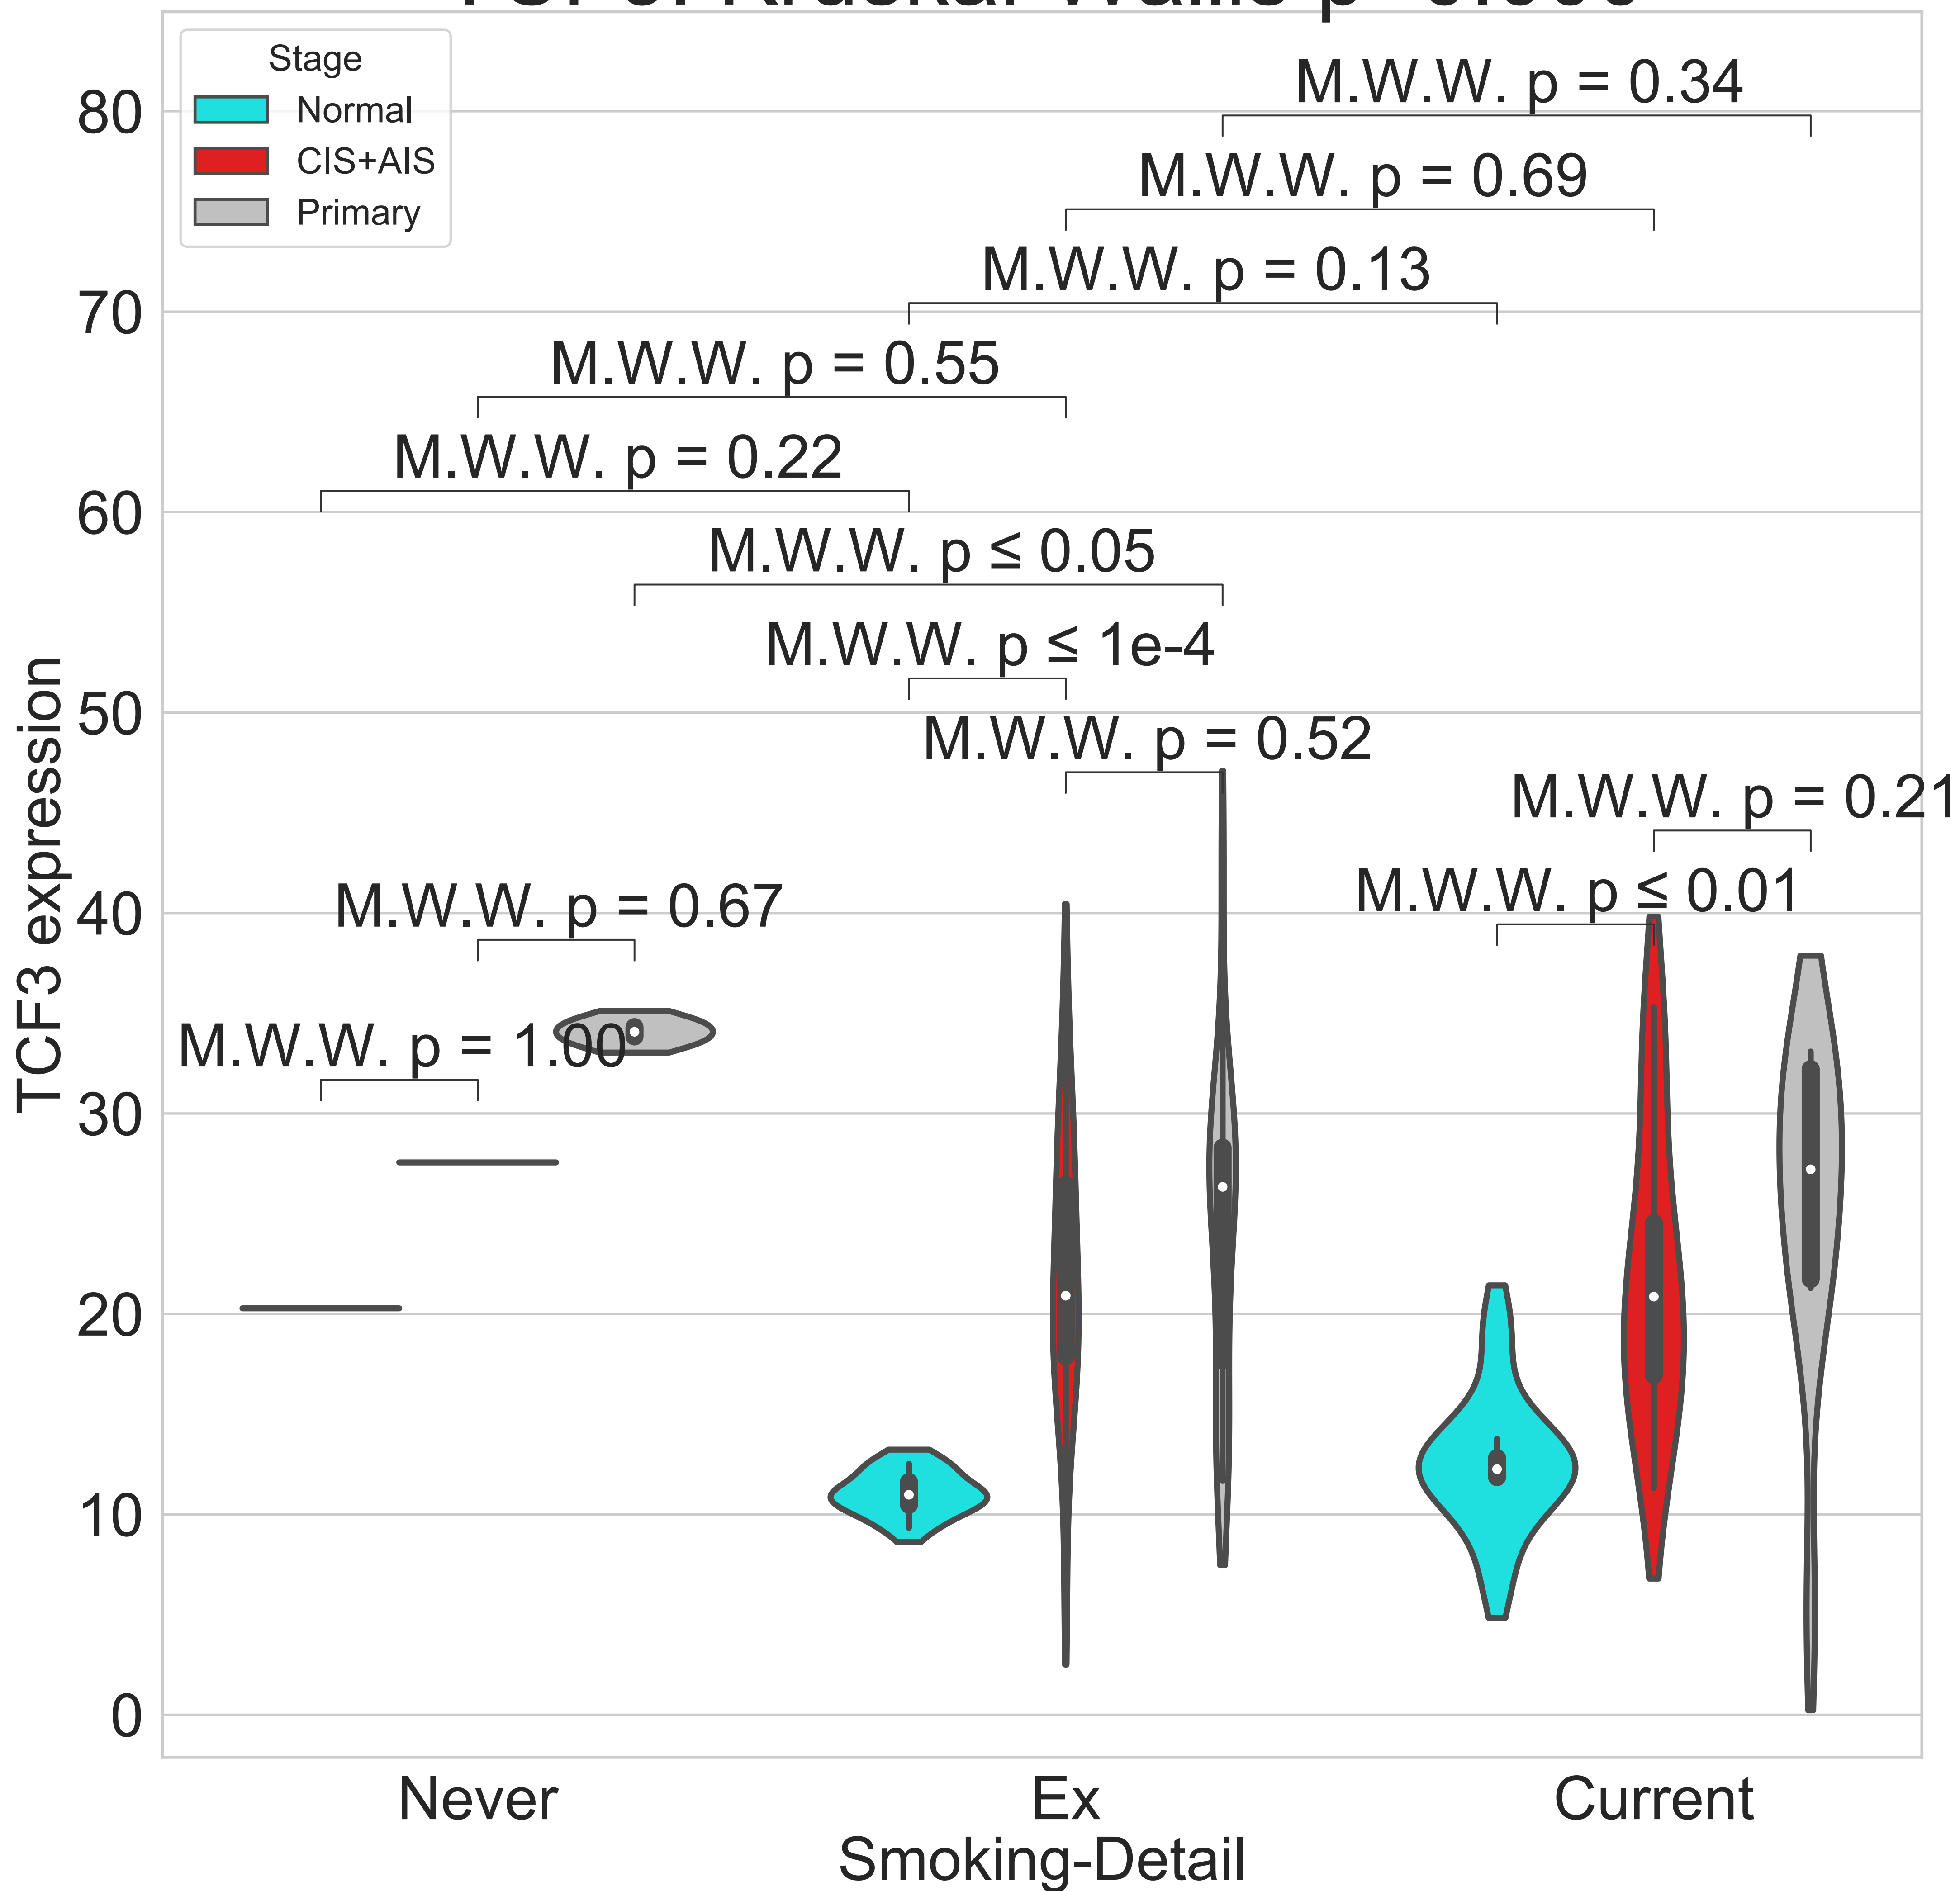 Stage
Normal
CIS+AIS
Primary
M.W.W. p = 0.34
M.W.W. p = 0.69
M.W.W. p = 0.13
M.W.W. p = 0.55
M.W.W. p = 0.22
M.W.W. p ≤ 0.05
M.W.W. p ≤ 1e-4
M.W.W. p = 0.52
M.W.W. p = 0.21
M.W.W. p ≤ 0.01
M.W.W. p = 0.67
M.W.W. p = 1.00
80
70
60
50
40
30
20
10
0
TCF3 expression
Never
Ex
Current
Smoking-Detail